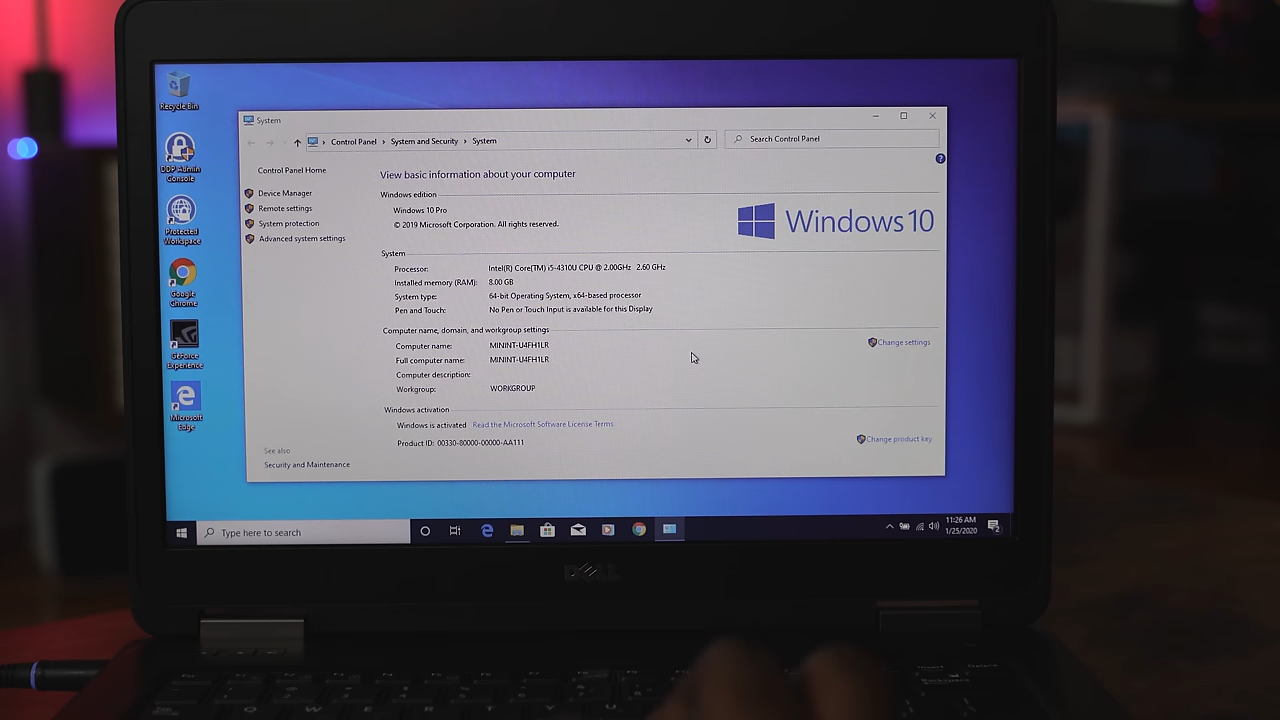 Recycle Bin
DDP Admin
Console
Protected
Workspace
Google
Chrome
GeForce
Experience
Microsoft
Edge
System
Control Panel › System and Security › System
Search Control Panel
Control Panel Home
Device Manager
Remote settings
System protection
Advanced system settings
See also
Security and Maintenance
View basic information about your computer
Windows edition
Windows 10 Pro
© 2019 Microsoft Corporation. All rights reserved.
Windows 10
System
Processor: Intel(R) Core(TM) i5-4310U CPU @ 2.00GHz 2.60 GHz
Installed memory (RAM): 8.00 GB
System type: 64-bit Operating System, x64-based processor
Pen and Touch: No Pen or Touch Input is available for this Display
Computer name, domain, and workgroup settings
Computer name: MININT-U4FH1LR
Change settings
Full computer name: MININT-U4FH1LR
Computer description:
Workgroup: WORKGROUP
Windows activation
Windows is activated Read the Microsoft Software License Terms
Product ID: 00330-80000-00000-AA111
Change product key
Type here to search
11:26 AM
1/25/2020
DELL